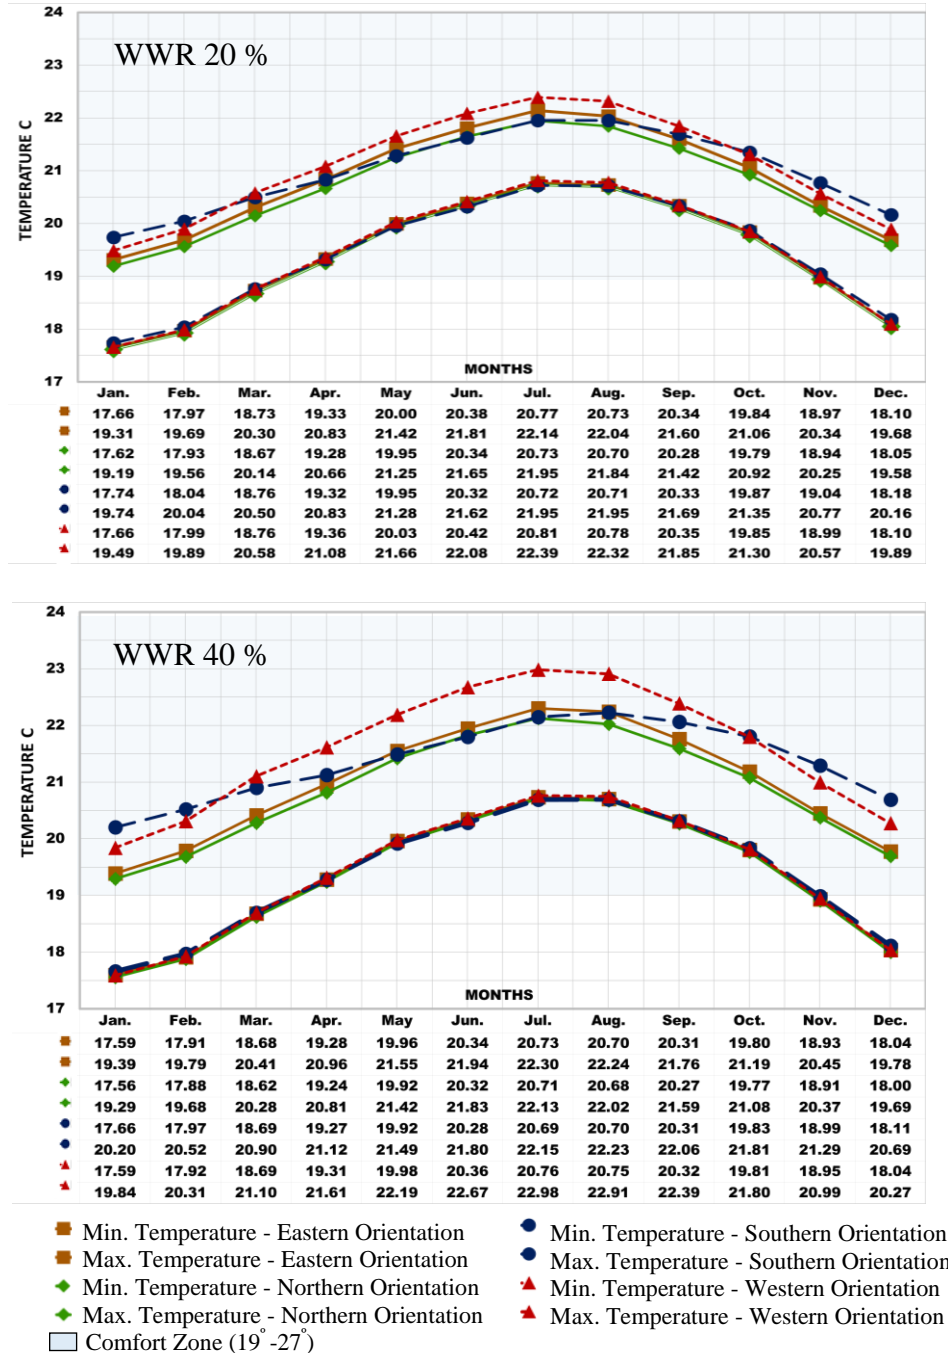 24
WWR 20 %
23
22
21
20
19
18
17
TEMPERATURE C
MONTHS
Jan. Feb. Mar. Apr. May Jun. Jul. Aug. Sep. Oct. Nov. Dec.
17.66 17.97 18.73 19.33 20.00 20.38 20.77 20.73 20.34 19.84 18.97 18.10
19.31 19.69 20.30 20.83 21.42 21.81 22.14 22.04 21.60 21.06 20.34 19.68
17.62 17.93 18.67 19.28 19.95 20.34 20.73 20.70 20.28 19.79 18.94 18.05
19.19 19.56 20.14 20.66 21.25 21.65 21.95 21.84 21.42 20.92 20.25 19.58
17.74 18.04 18.76 19.32 19.95 20.32 20.72 20.71 20.33 19.87 19.04 18.18
19.74 20.04 20.50 20.83 21.28 21.62 21.95 21.95 21.69 21.35 20.77 20.16
17.66 17.99 18.76 19.36 20.03 20.42 20.81 20.78 20.35 19.85 18.99 18.10
19.49 19.89 20.58 21.08 21.66 22.08 22.39 22.32 21.85 21.30 20.57 19.89
24
WWR 40 %
23
22
21
20
19
18
17
TEMPERATURE C
MONTHS
Jan. Feb. Mar. Apr. May Jun. Jul. Aug. Sep. Oct. Nov. Dec.
17.59 17.91 18.68 19.28 19.96 20.34 20.73 20.70 20.31 19.80 18.93 18.04
19.39 19.79 20.41 20.96 21.55 21.94 22.30 22.24 21.76 21.19 20.45 19.78
17.56 17.88 18.62 19.24 19.92 20.32 20.71 20.68 20.27 19.77 18.91 18.00
19.29 19.68 20.28 20.81 21.42 21.83 22.13 22.02 21.59 21.08 20.37 19.69
17.66 17.97 18.69 19.27 19.92 20.28 20.69 20.70 20.31 19.83 18.99 18.11
20.20 20.52 20.90 21.12 21.49 21.80 22.15 22.23 22.06 21.81 21.29 20.69
17.59 17.92 18.69 19.31 19.98 20.36 20.76 20.75 20.32 19.81 18.95 18.04
19.84 20.31 21.10 21.61 22.19 22.67 22.98 22.91 22.39 21.80 20.99 20.27
Min. Temperature - Eastern Orientation
Max. Temperature - Eastern Orientation
Min. Temperature - Northern Orientation
Max. Temperature - Northern Orientation
Comfort Zone (19° -27°)
Min. Temperature - Southern Orientation
Max. Temperature - Southern Orientation
Min. Temperature - Western Orientation
Max. Temperature - Western Orientation